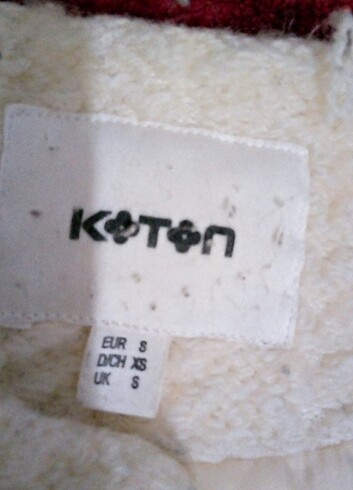 KOTON
EUR S
D/CH XS
UK S